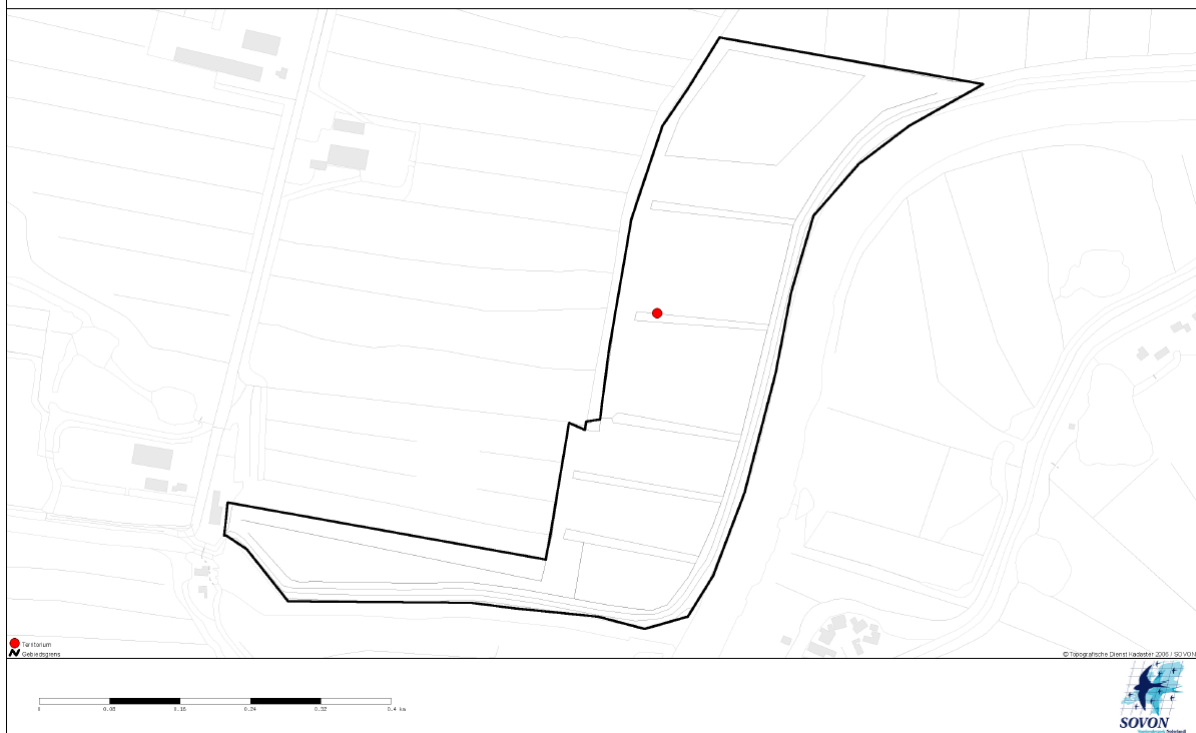 Territorium
Gebiedsgrens
© Topografische Dienst Kadaster 2006 / SOVON
0.08 0.16 0.24 0.32 0.4 km
SOVON